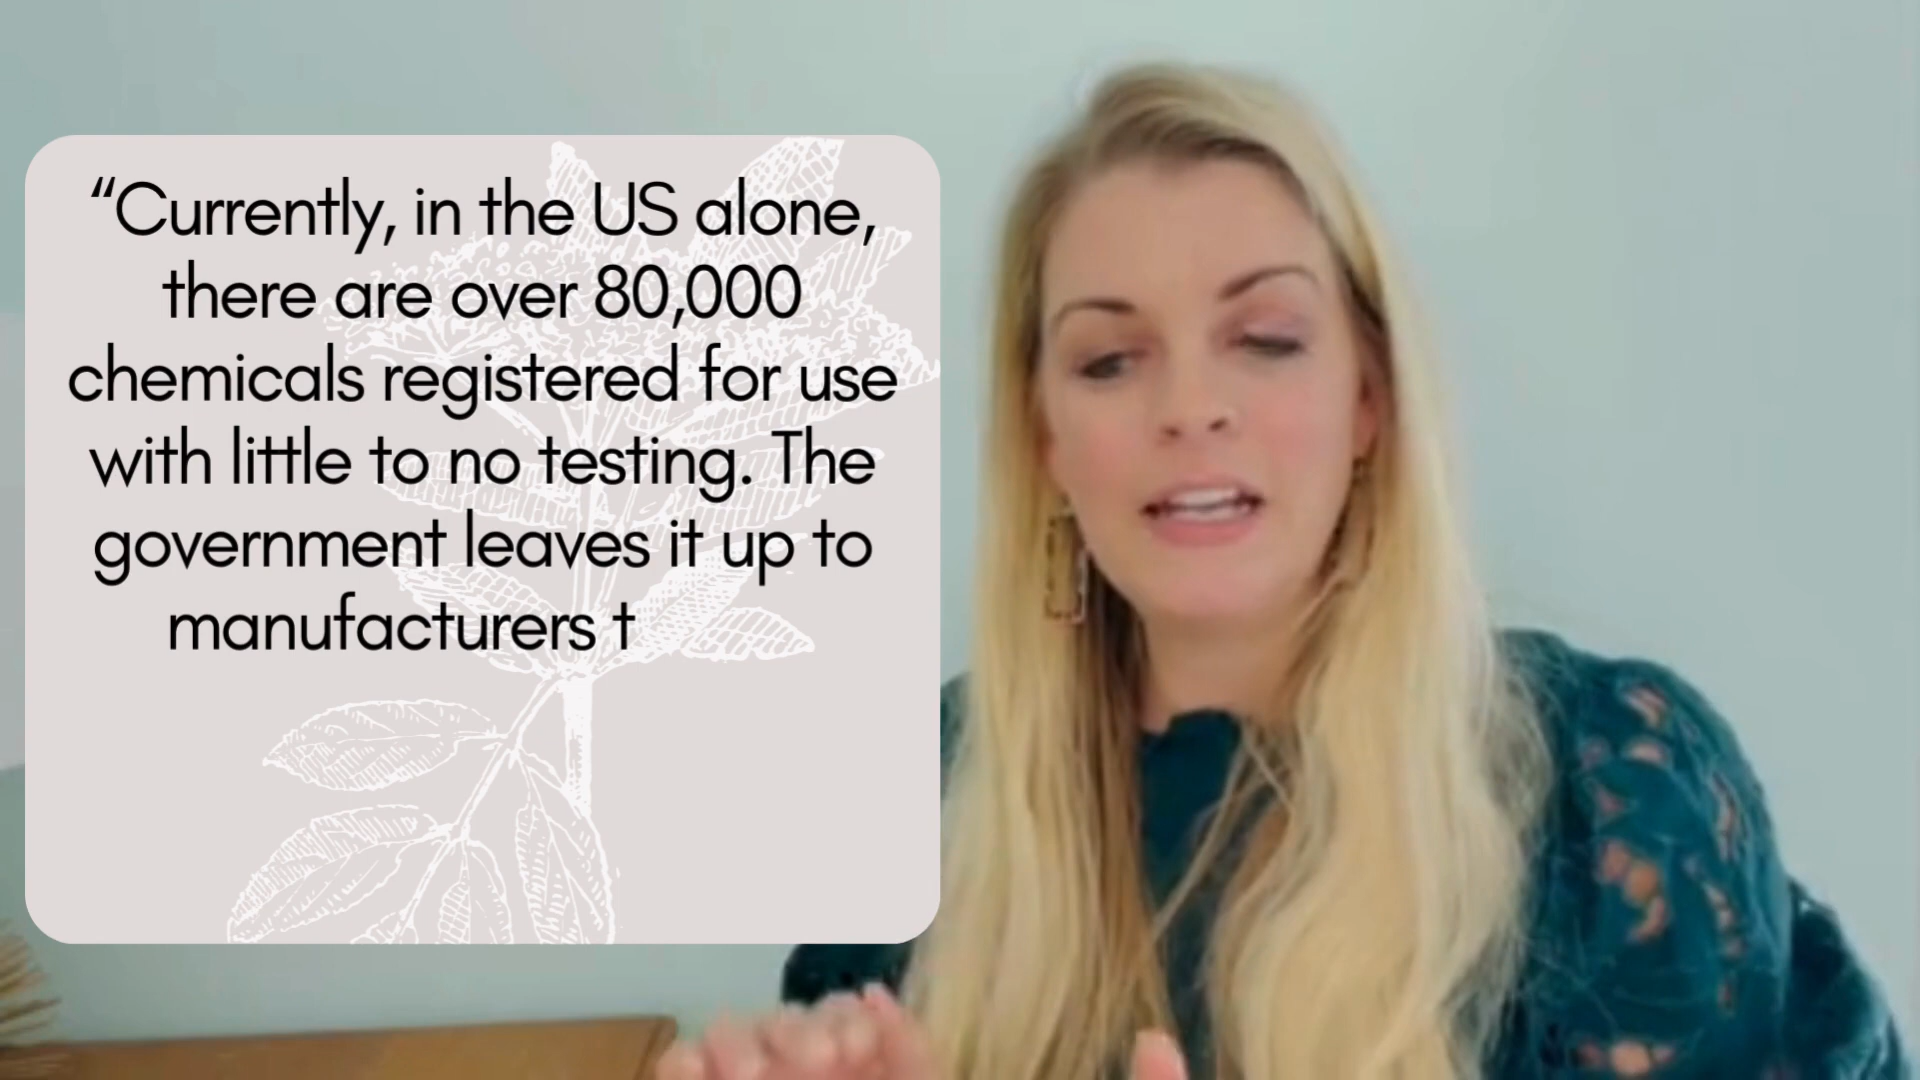 “Currently, in the US alone,
there are over 80,000
chemicals registered for use
with little to no testing. The
government leaves it up to
manufacturers t